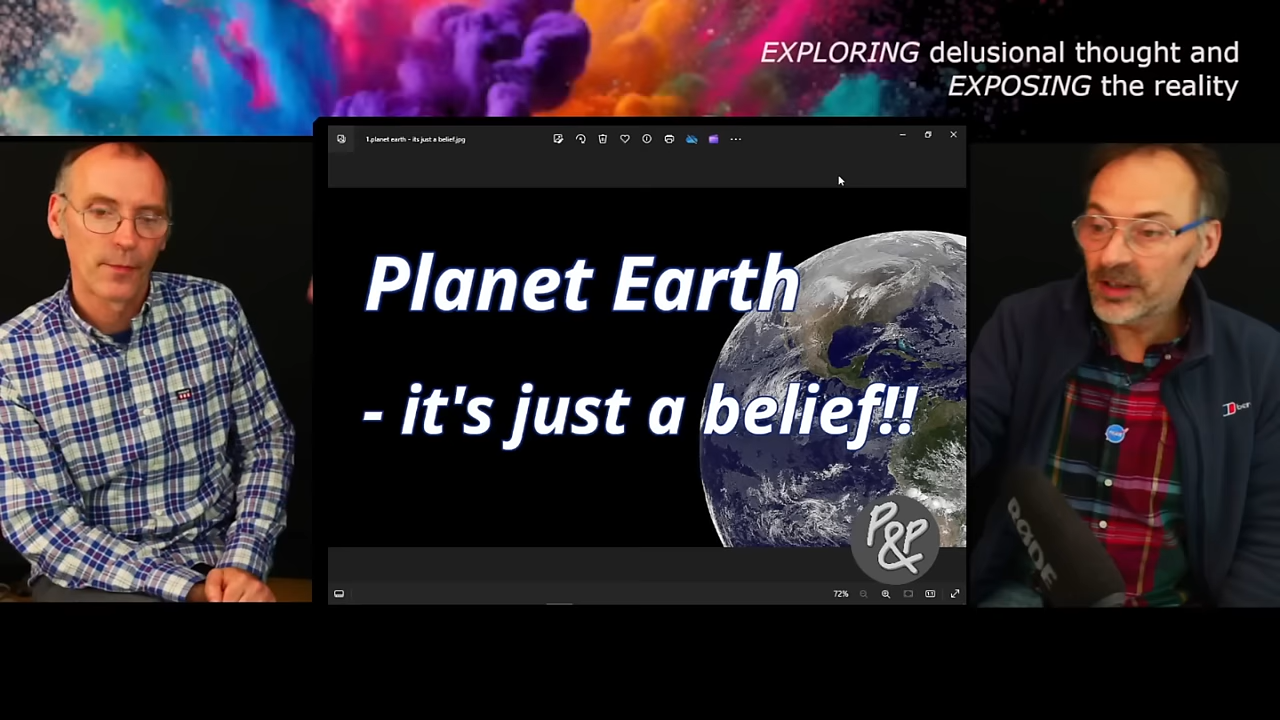 EXPLORING delusional thought and
EXPOSING the reality
1.planet earth - its just a belief.jpg
Planet Earth
- it's just a belief!!
P&P
RØDE
72%